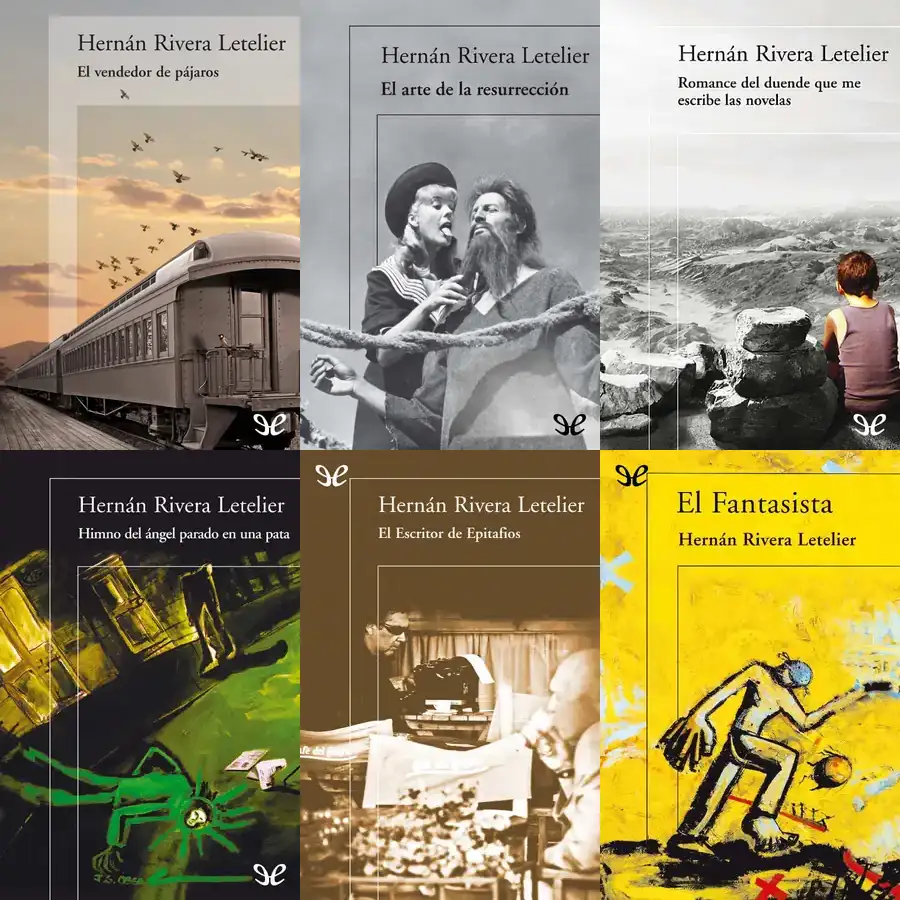 Hernán Rivera Letelier
El vendedor de pájaros
Hernán Rivera Letelier
El arte de la resurrección
Hernán Rivera Letelier
Romance del duende que me
escribe las novelas
Hernán Rivera Letelier
Himno del ángel parado en una pata
Hernán Rivera Letelier
El Escritor de Epitafios
El Fantasista
Hernán Rivera Letelier